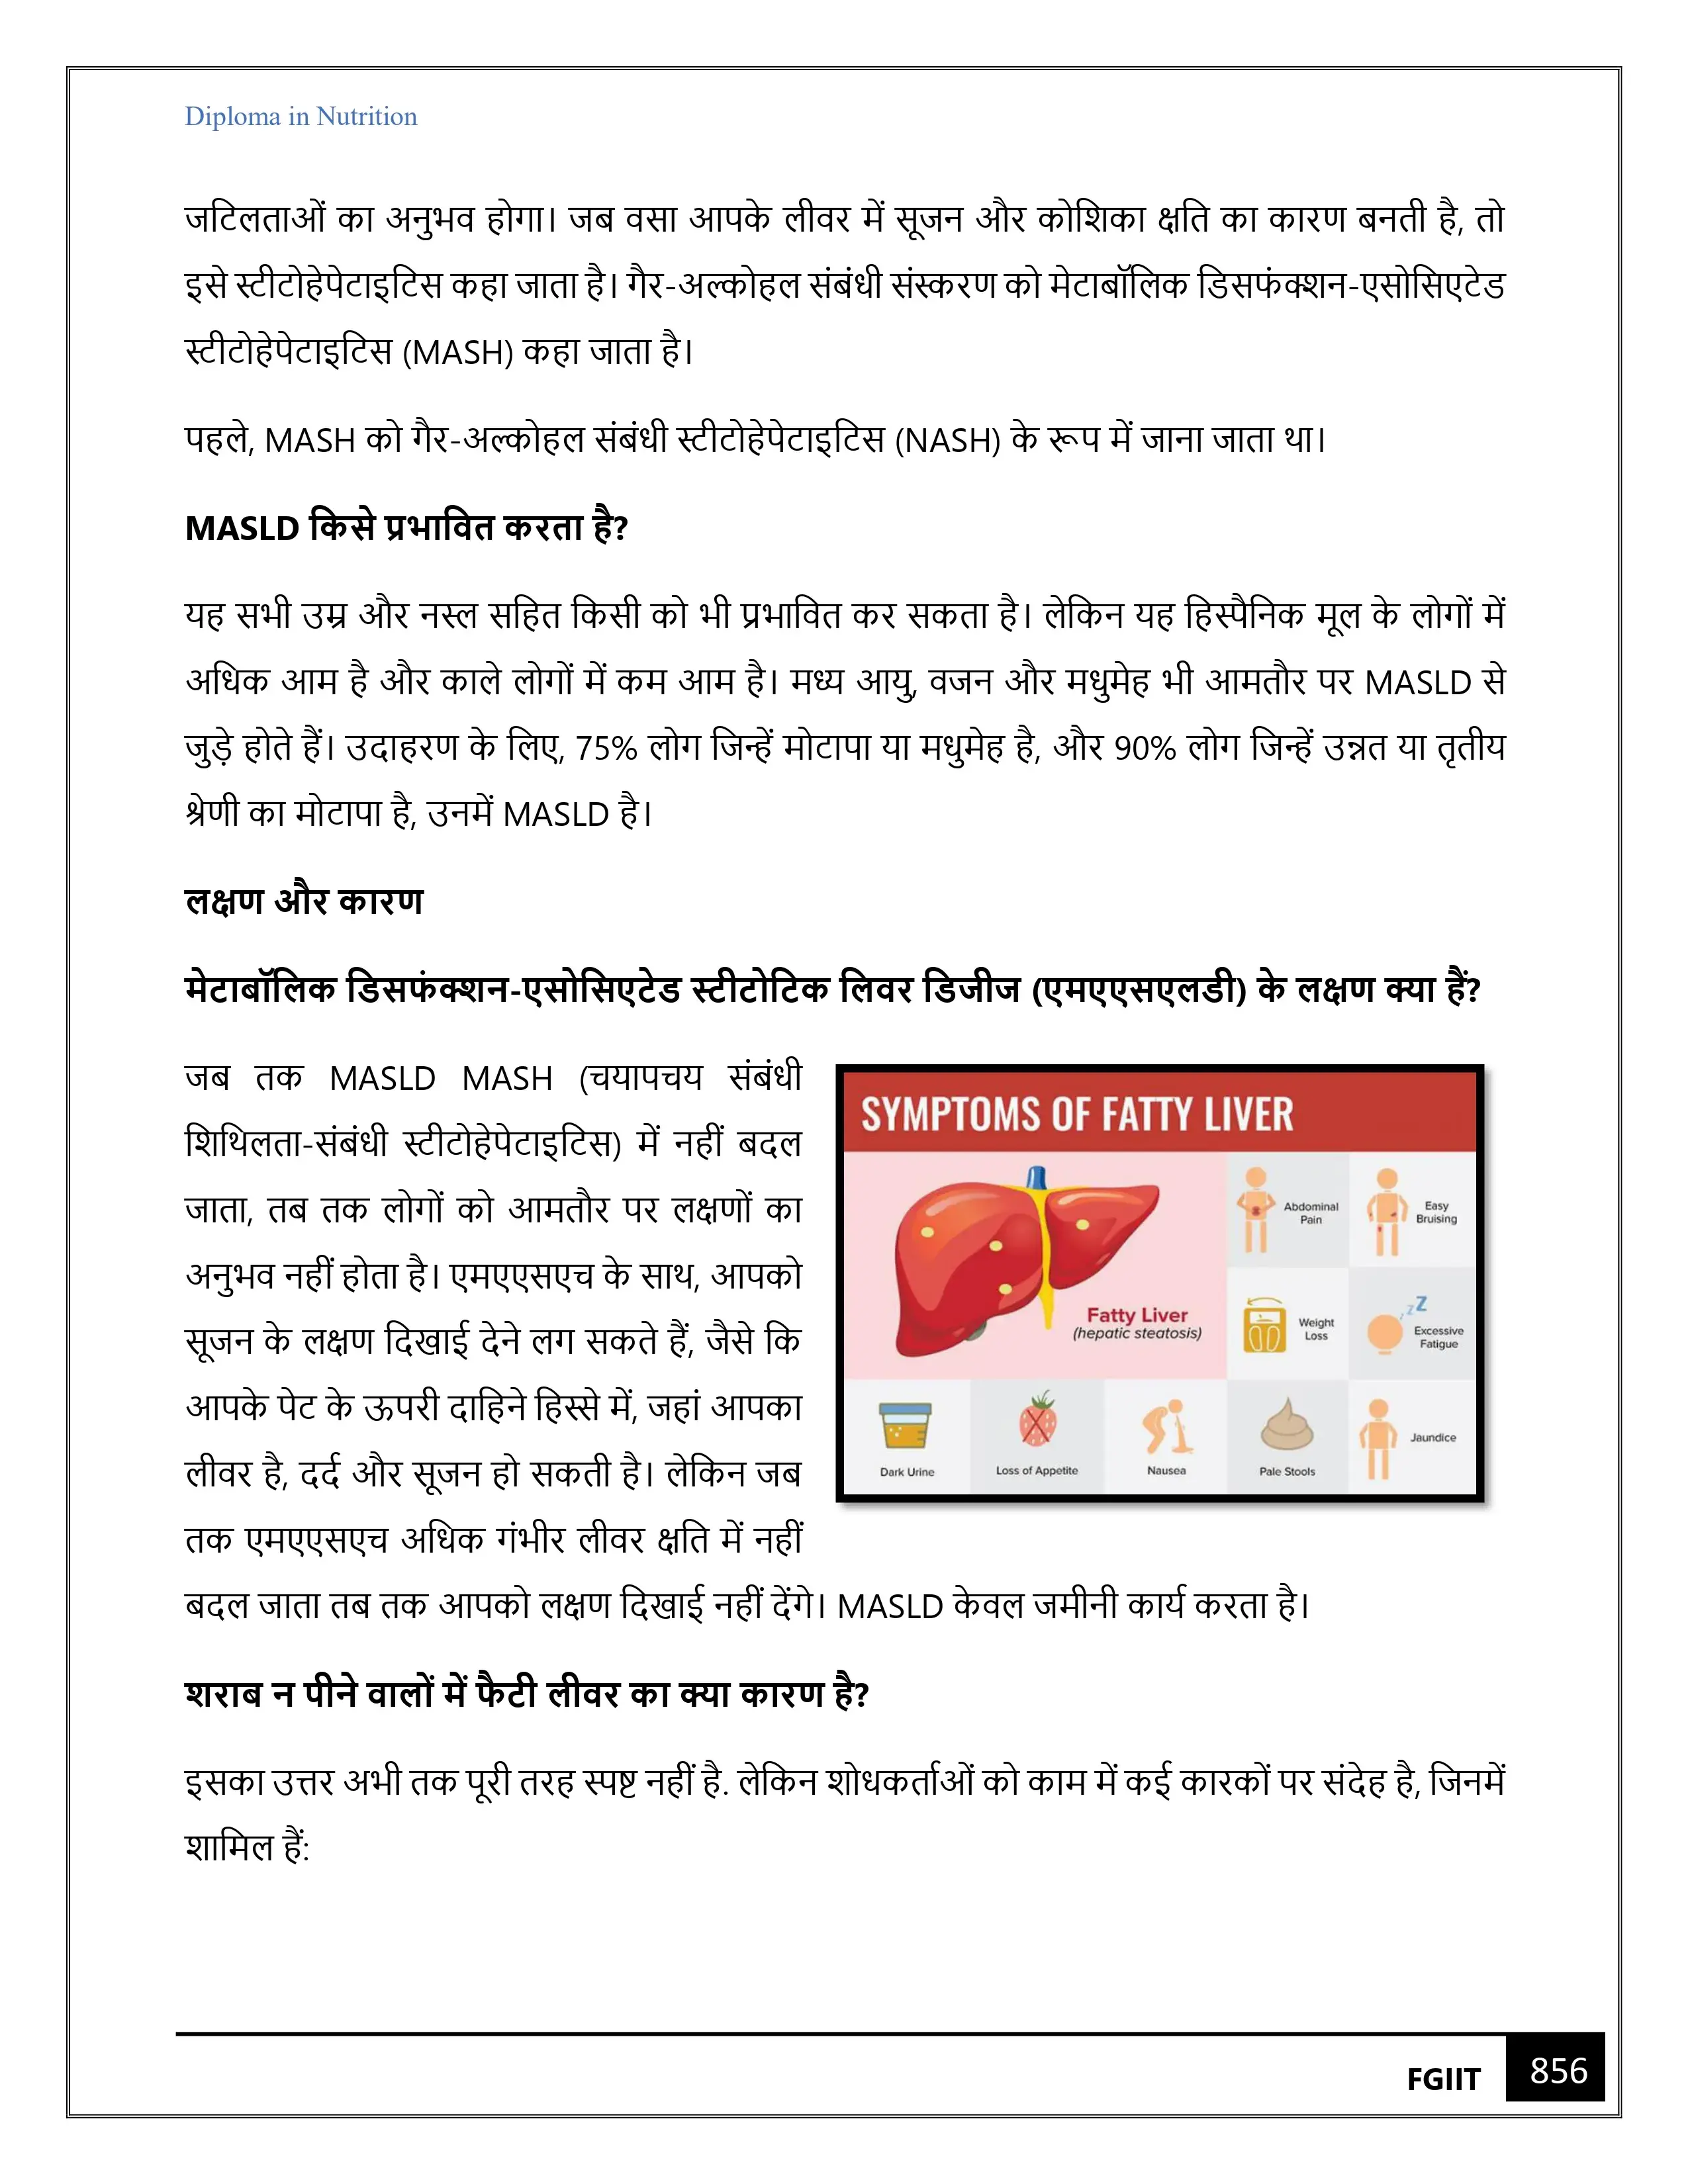 Diploma in Nutrition
जटिलताओं का अनुभव होगा। जब वसा आपके लीवर में सूजन और कोशिका क्षति का कारण बनती है, तो
इसे स्टीटोहेपेटाइटिस कहा जाता है। गैर-अल्कोहल संबंधी संस्करण को मेटाबॉलिक डिसफंक्शन-एसोसिएटेड
स्टीटोहेपेटाइटिस (MASH) कहा जाता है।
पहले, MASH को गैर-अल्कोहल संबंधी स्टीटोहेपेटाइटिस (NASH) के रूप में जाना जाता था।
MASLD किसे प्रभावित करता है?
यह सभी उम्र और नस्ल सहित किसी को भी प्रभावित कर सकता है। लेकिन यह हिस्पैनिक मूल के लोगों में
अधिक आम है और काले लोगों में कम आम है। मध्य आयु, वजन और मधुमेह भी आमतौर पर MASLD से
जुड़े होते हैं। उदाहरण के लिए, 75% लोग जिन्हें मोटापा या मधुमेह है, और 90% लोग जिन्हें उन्नत या तृतीय
श्रेणी का मोटापा है, उनमें MASLD है।
लक्षण और कारण
मेटाबॉलिक डिसफंक्शन-एसोसिएटेड स्टीटोटिक लिवर डिजीज (एमएएसएलडी) के लक्षण क्या हैं?
जब तक MASLD MASH (चयापचय संबंधी
शिथिलता-संबंधी स्टीटोहेपेटाइटिस) में नहीं बदल
जाता, तब तक लोगों को आमतौर पर लक्षणों का
अनुभव नहीं होता है। एमएएसएच के साथ, आपको
सूजन के लक्षण दिखाई देने लग सकते हैं, जैसे कि
आपके पेट के ऊपरी दाहिने हिस्से में, जहां आपका
लीवर है, दर्द और सूजन हो सकती है। लेकिन जब
तक एमएएसएच अधिक गंभीर लीवर क्षति में नहीं
बदल जाता तब तक आपको लक्षण दिखाई नहीं देंगे। MASLD केवल जमीनी कार्य करता है।
SYMPTOMS OF FATTY LIVER
Fatty Liver
(hepatic steatosis)
Abdominal
Pain
Easy
Bruising
Weight
Loss
zZZ
Excessive
Fatigue
Dark Urine
Loss of Appetite
Nausea
Pale Stools
Jaundice
शराब न पीने वालों में फैटी लीवर का क्या कारण है?
इसका उत्तर अभी तक पूरी तरह स्पष्ट नहीं है. लेकिन शोधकर्ताओं को काम में कई कारकों पर संदेह है, जिनमें
शामिल हैं:
FGIIT
856